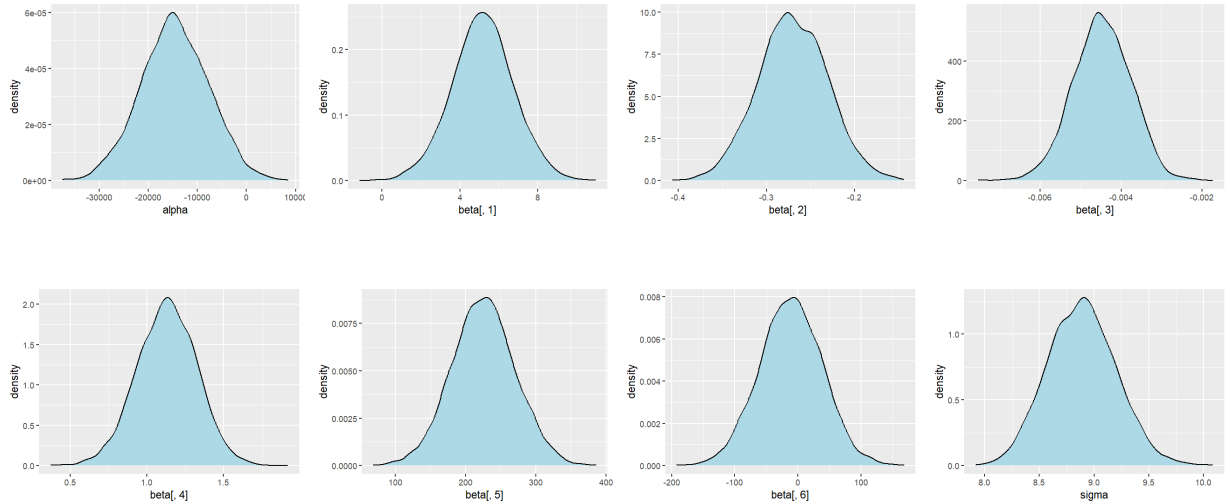 density
6e-05
4e-05
2e-05
0e+00
-30000 -20000 -10000 0 10000
alpha
density
0.2
0.1
0.0
0 4 8
beta[, 1]
density
10.0
7.5
5.0
2.5
0.0
-0.4 -0.3 -0.2
beta[, 2]
density
400
200
0
-0.006 -0.004 -0.002
beta[, 3]
density
2.0
1.5
1.0
0.5
0.0
0.5 1.0 1.5
beta[, 4]
density
0.0075
0.0050
0.0025
0.0000
100 200 300 400
beta[, 5]
density
0.008
0.006
0.004
0.002
0.000
-200 -100 0 100
beta[, 6]
density
1.0
0.5
0.0
8.0 8.5 9.0 9.5 10.0
sigma